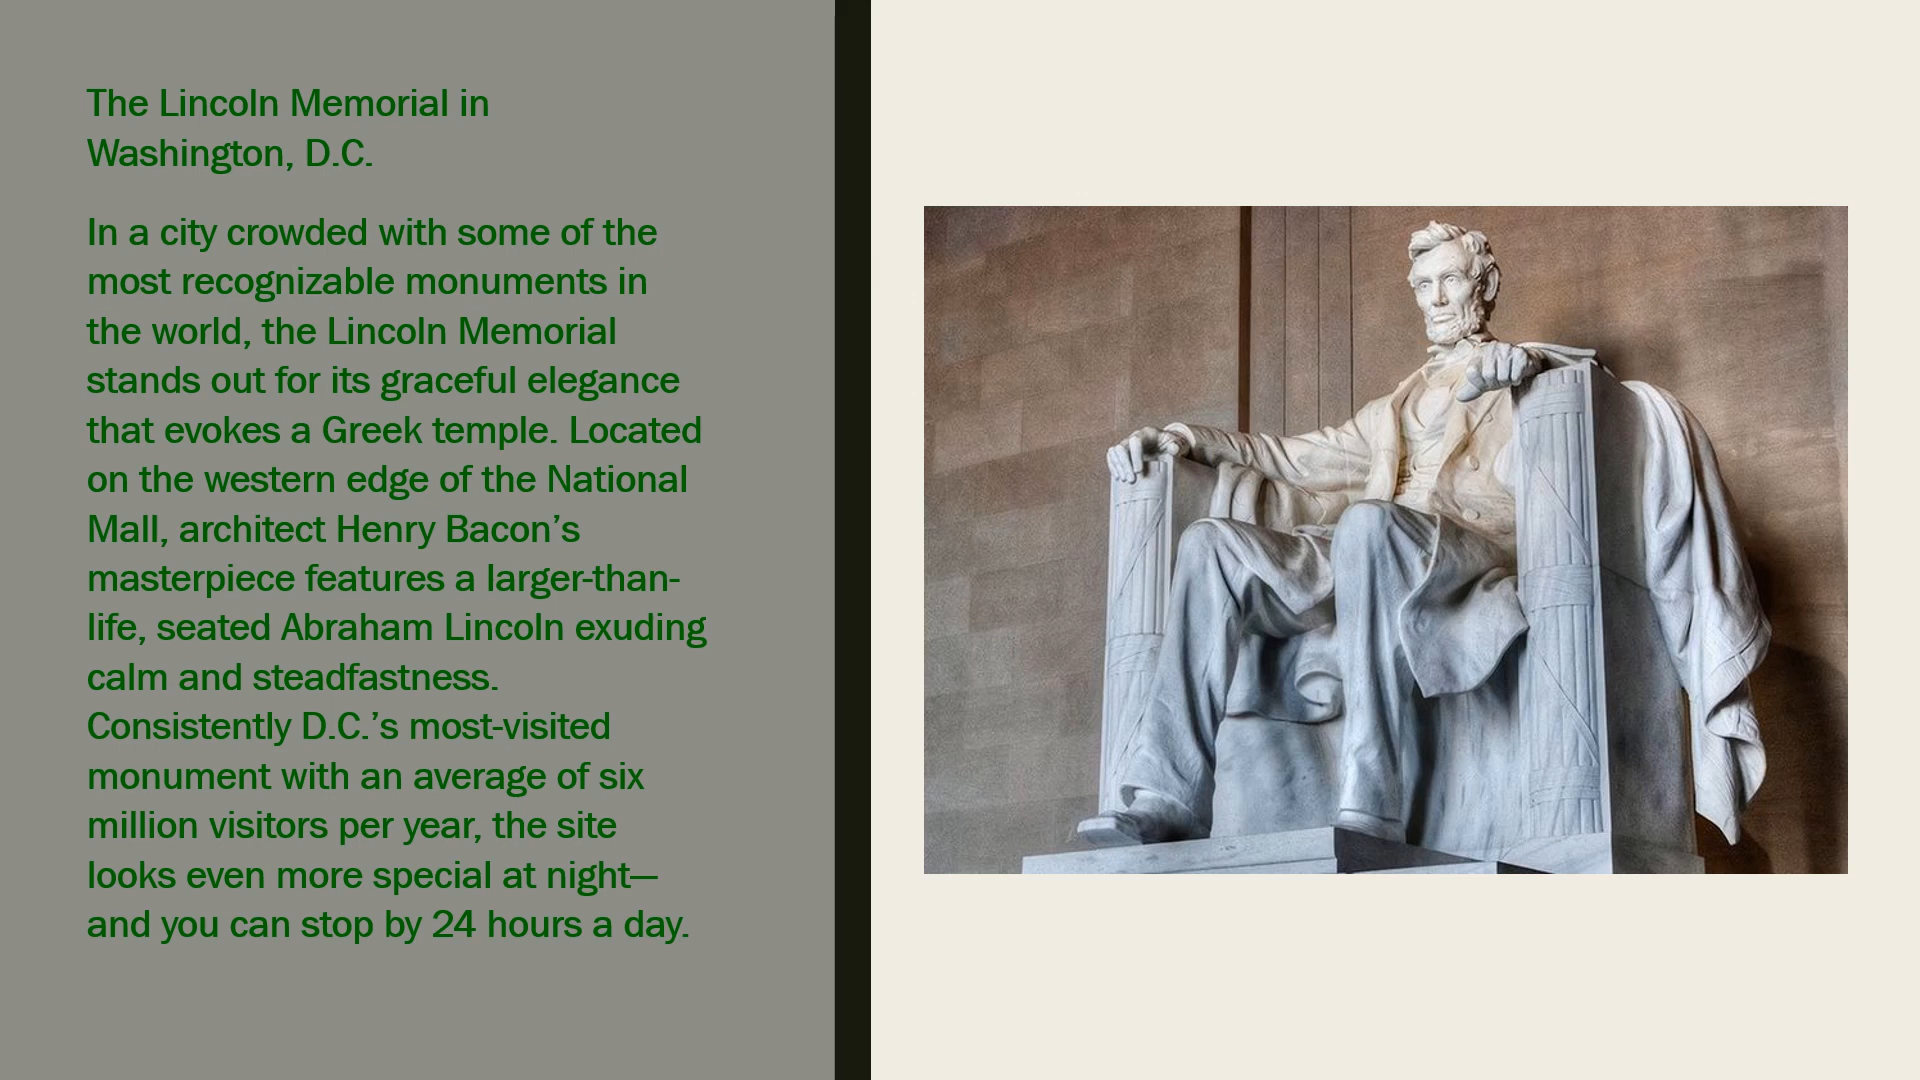 The Lincoln Memorial in
Washington, D.C.
In a city crowded with some of the
most recognizable monuments in
the world, the Lincoln Memorial
stands out for its graceful elegance
that evokes a Greek temple. Located
on the western edge of the National
Mall, architect Henry Bacon’s
masterpiece features a larger-than-
life, seated Abraham Lincoln exuding
calm and steadfastness.
Consistently D.C.’s most-visited
monument with an average of six
million visitors per year, the site
looks even more special at night—
and you can stop by 24 hours a day.